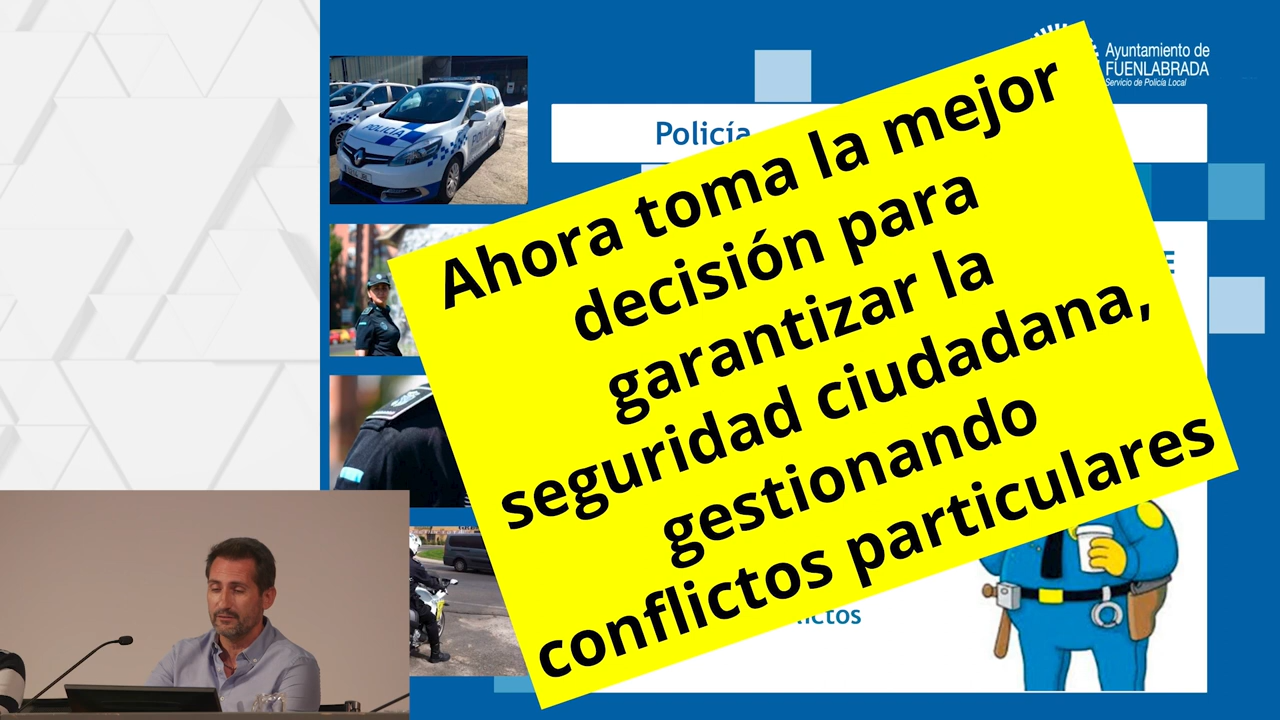 Ayuntamiento de
FUENLABRADA
Servicio de Policía Local
Policía
POLICIA
Ahora toma la mejor
decisión para
garantizar la
seguridad ciudadana,
gestionando
conflictos particulares